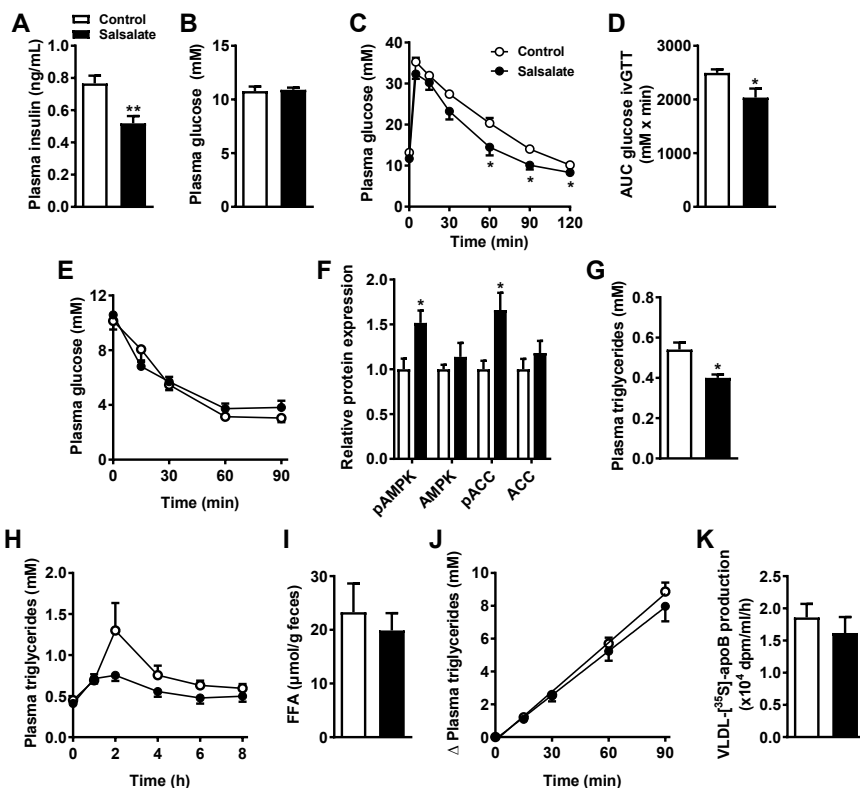 A
Control
Salsalate
Plasma insulin (ng/mL)
1.0
0.8
0.6
0.4
0.2
0.0
**
B
Plasma glucose (mM)
15
10
5
0
C
Plasma glucose (mM)
40
30
20
10
0
Control
Salsalate
* * *
0 30 60 90 120
Time (min)
D
AUC glucose ivGTT
(mM x min)
3000
2000
1000
0
*
E
Plasma glucose (mM)
12
8
4
0
0 30 60 90
Time (min)
F
Relative protein expression
2.0
1.5
1.0
0.5
0.0
* *
pAMPK AMPK pACC ACC
G
Plasma triglycerides (mM)
0.8
0.6
0.4
0.2
0.0
*
H
Plasma triglycerides (mM)
2.0
1.5
1.0
0.5
0.0
0 2 4 6 8
Time (h)
I
FFA (μmol/g feces)
30
20
10
0
J
Δ Plasma triglycerides (mM)
10
8
6
4
2
0
0 15 30 45 60 75 90
Time (min)
K
VLDL-[³⁵S]-apoB production
(x10⁴ dpm/ml/h)
2.5
2.0
1.5
1.0
0.5
0.0